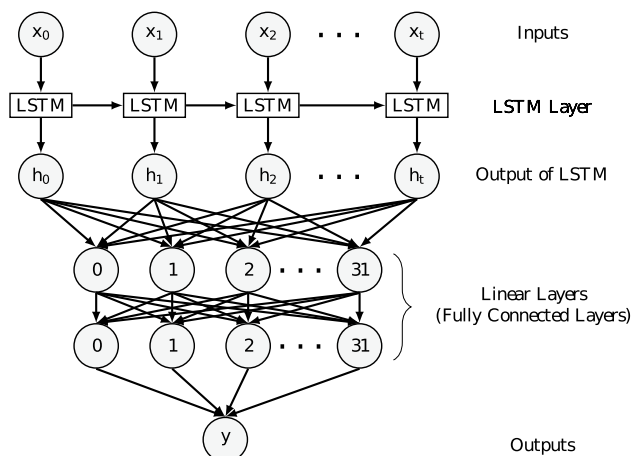 x₀ x₁ x₂ . . . xₜ Inputs
LSTM LSTM LSTM LSTM LSTM Layer
h₀ h₁ h₂ . . . hₜ Output of LSTM
0 1 2 . . . 31
Linear Layers
(Fully Connected Layers)
0 1 2 . . . 31
y
Outputs